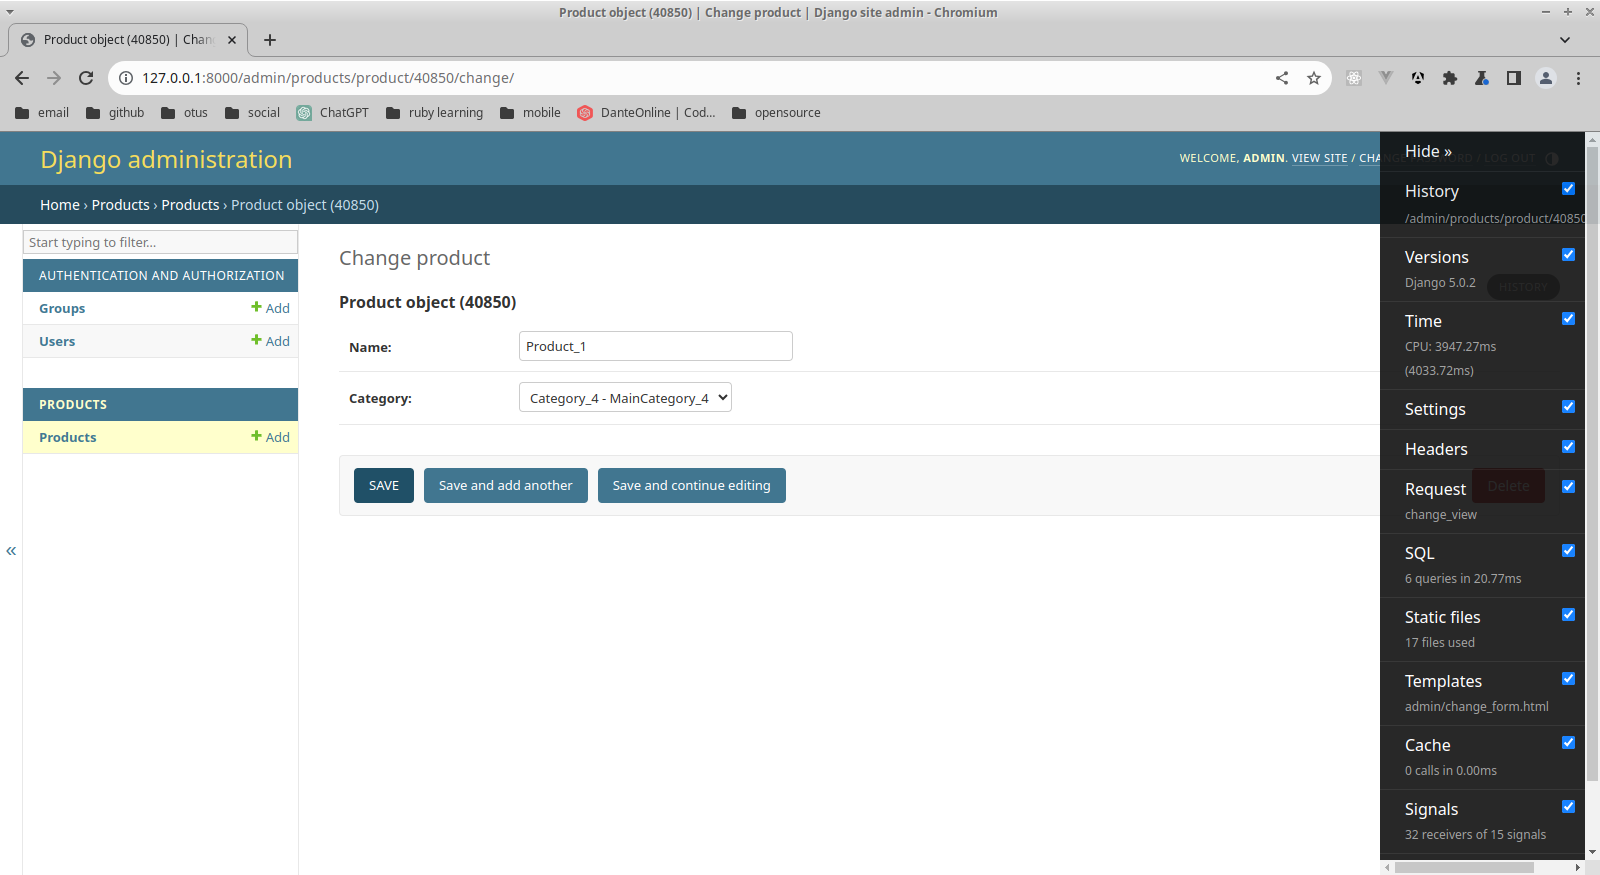 Product object (40850) | Change product | Django site admin - Chromium
Product object (40850) | Chan
127.0.0.1:8000/admin/products/product/40850/change/
email github otus social ChatGPT ruby learning mobile DanteOnline | Cod... opensource
Django administration
WELCOME, ADMIN. VIEW SITE / CHANGE PASSWORD / LOG OUT
Home › Products › Products › Product object (40850)
Start typing to filter...
AUTHENTICATION AND AUTHORIZATION
Groups Add
Users Add
PRODUCTS
Products Add
«
Change product
Product object (40850)
HISTORY
Name: Product_1
Category: Category_4 - MainCategory_4
SAVE Save and add another Save and continue editing Delete
Hide »
History
/admin/products/product/40850
Versions
Django 5.0.2
Time
CPU: 3947.27ms
(4033.72ms)
Settings
Headers
Request
change_view
SQL
6 queries in 20.77ms
Static files
17 files used
Templates
admin/change_form.html
Cache
0 calls in 0.00ms
Signals
32 receivers of 15 signals